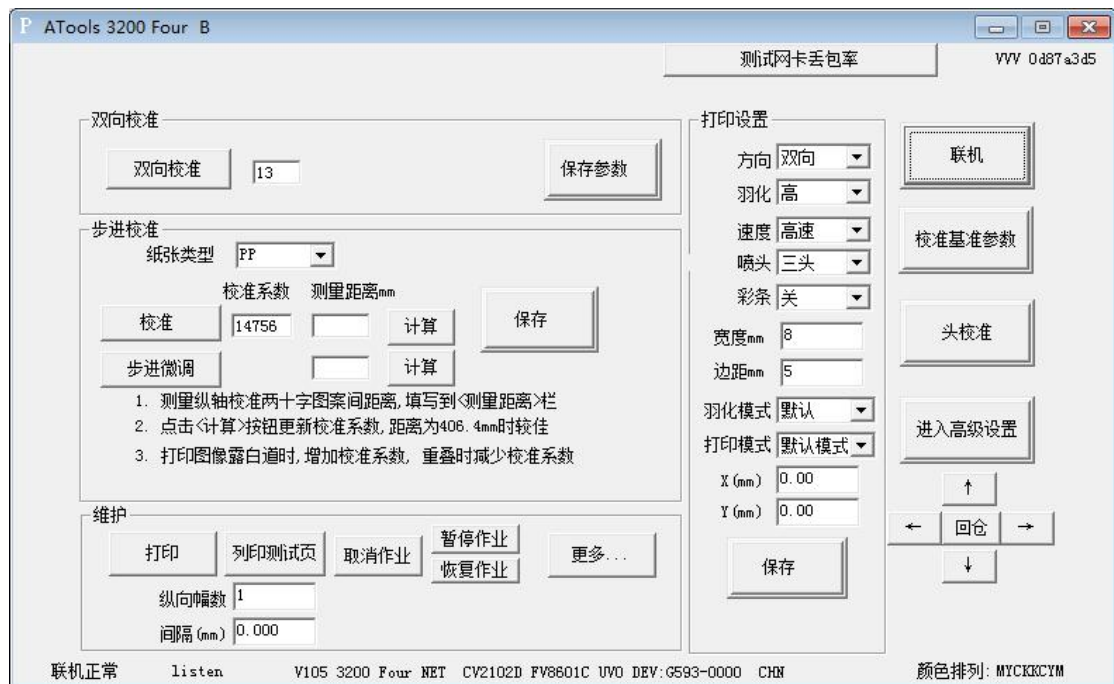 P ATools 3200 Four B
测试网卡丢包率 VVV 0d87a3d5
双向校准
双向校准 13 保存参数
步进校准
纸张类型 PP
校准系数 测量距离mm
校准 14756 计算 保存
步进微调 计算
1. 测量纵轴校准两十字图案间距离,填写到<测量距离>栏
2. 点击<计算>按钮更新校准系数,距离为406.4mm时较佳
3. 打印图像露白道时,增加校准系数, 重叠时减少校准系数
维护
打印 列印测试页 取消作业 暂停作业 更多...
恢复作业
纵向幅数 1
间隔(mm) 0.000
打印设置
方向 双向
羽化 高
速度 高速
喷头 三头
彩条 关
宽度mm 8
边距mm 5
羽化模式 默认
打印模式 默认模式
X(mm) 0.00
Y(mm) 0.00
保存
联机
校准基准参数
头校准
进入高级设置
↑
← 回仓 →
↓
联机正常 listen V105 3200 Four NET CV2102D FV8601C UV0 DEV:G593-0000 CHN 颜色排列: MYCKKCYM